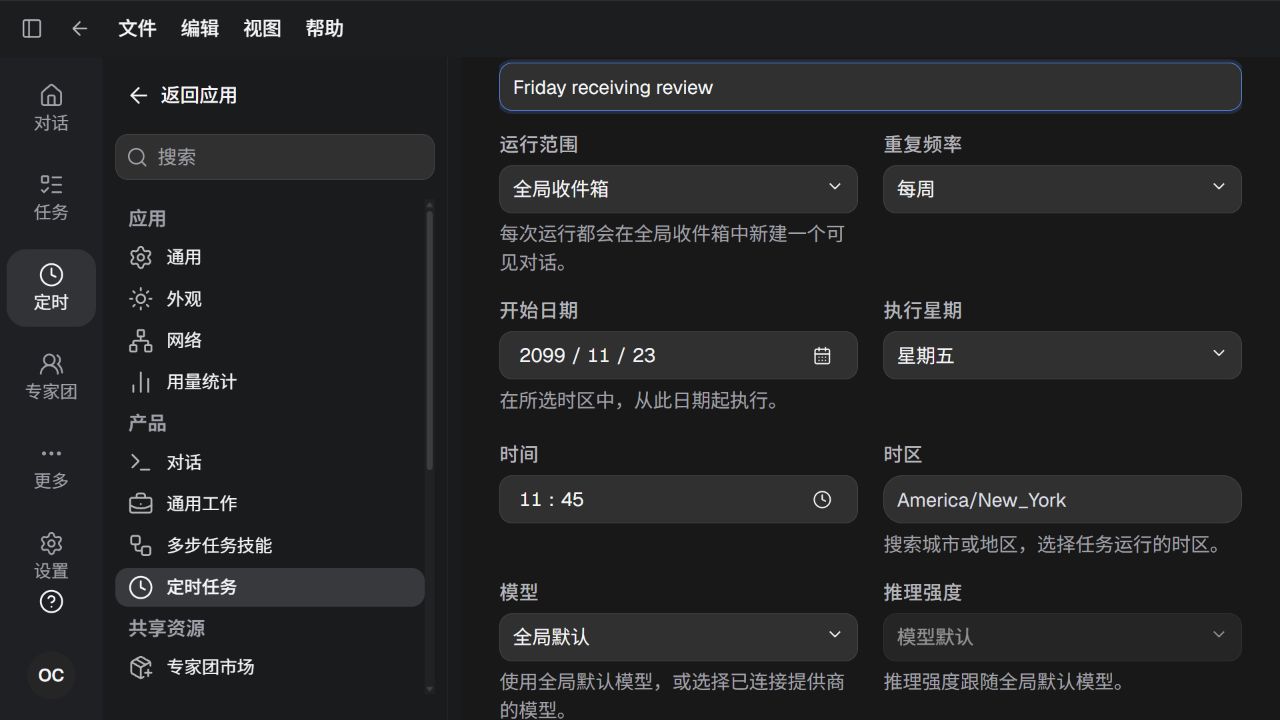 文件 编辑 视图 帮助
对话
任务
定时
专家团
更多
设置
OC
返回应用
搜索
应用
通用
外观
网络
用量统计
产品
对话
通用工作
多步任务技能
定时任务
共享资源
专家团市场
Friday receiving review
运行范围
全局收件箱
每次运行都会在全局收件箱中新建一个可
见对话。
重复频率
每周
开始日期
2099 / 11 / 23
在所选时区中，从此日期起执行。
执行星期
星期五
时间
11 : 45
时区
America/New_York
搜索城市或地区，选择任务运行的时区。
模型
全局默认
使用全局默认模型，或选择已连接提供商
的模型。
推理强度
模型默认
推理强度跟随全局默认模型。